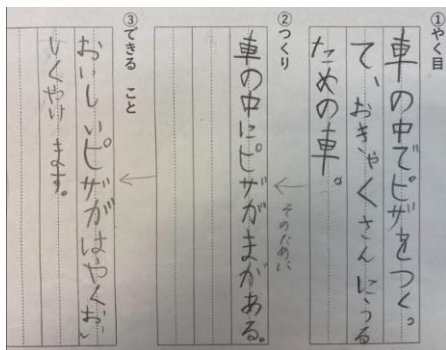 ①やく目
車の中でピザをつくっ
て、おきゃくさんにうる
ための車。
そのために
②つくり
車の中にピザがまがある。
③できる こと
おいしいピザがはやくおい
しくやけます。